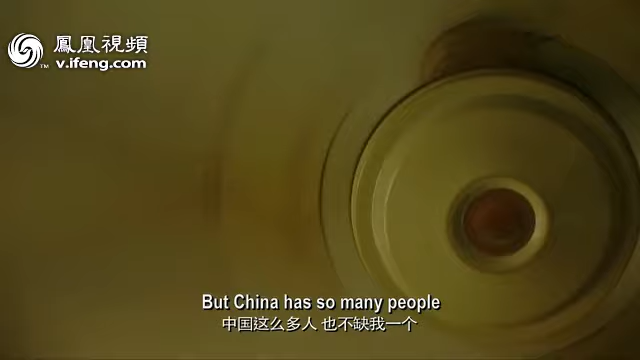 鳳凰視頻
v.ifeng.com
TM
But China has so many people
中国这么多人 也不缺我一个